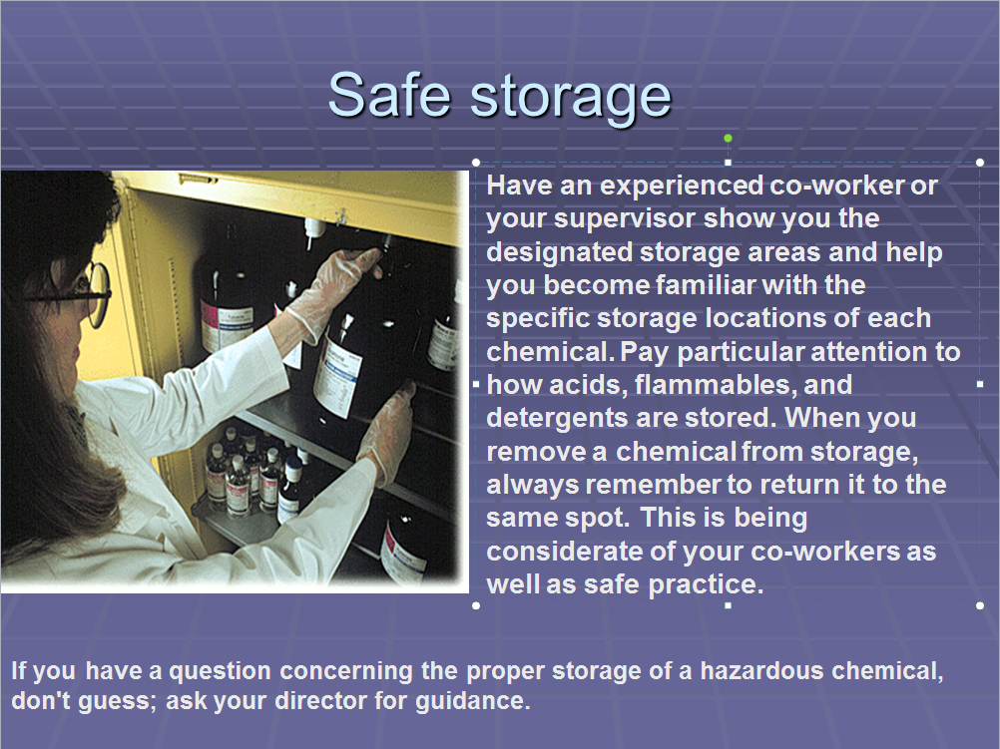 Safe storage
Have an experienced co-worker or
your supervisor show you the
designated storage areas and help
you become familiar with the
specific storage locations of each
chemical. Pay particular attention to
how acids, flammables, and
detergents are stored. When you
remove a chemical from storage,
always remember to return it to the
same spot. This is being
considerate of your co-workers as
well as safe practice.
If you have a question concerning the proper storage of a hazardous chemical,
don't guess; ask your director for guidance.